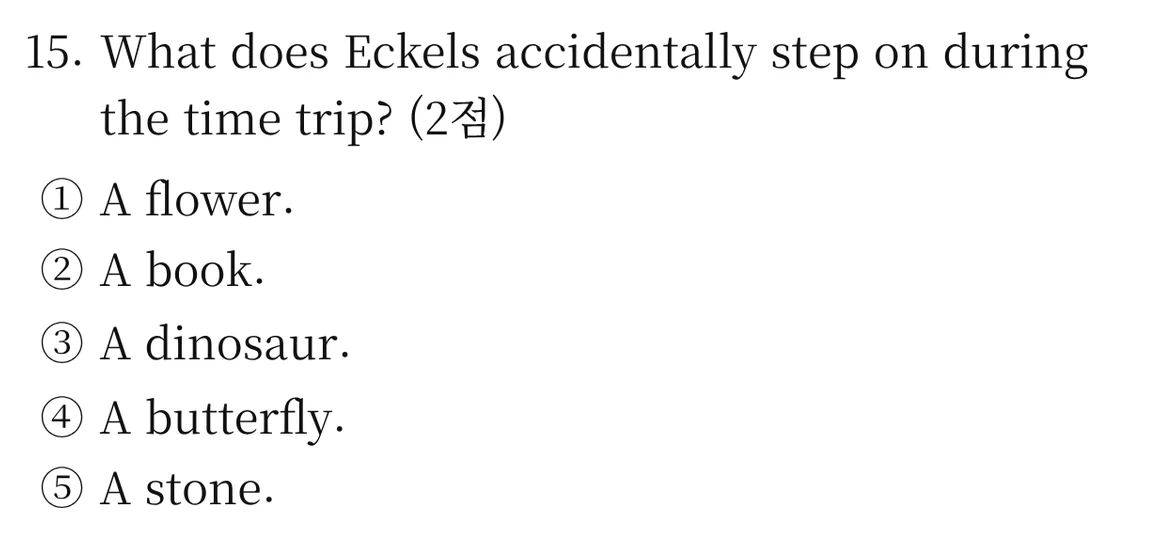 15. What does Eckels accidentally step on during
the time trip? (2점)
① A flower.
② A book.
③ A dinosaur.
④ A butterfly.
⑤ A stone.